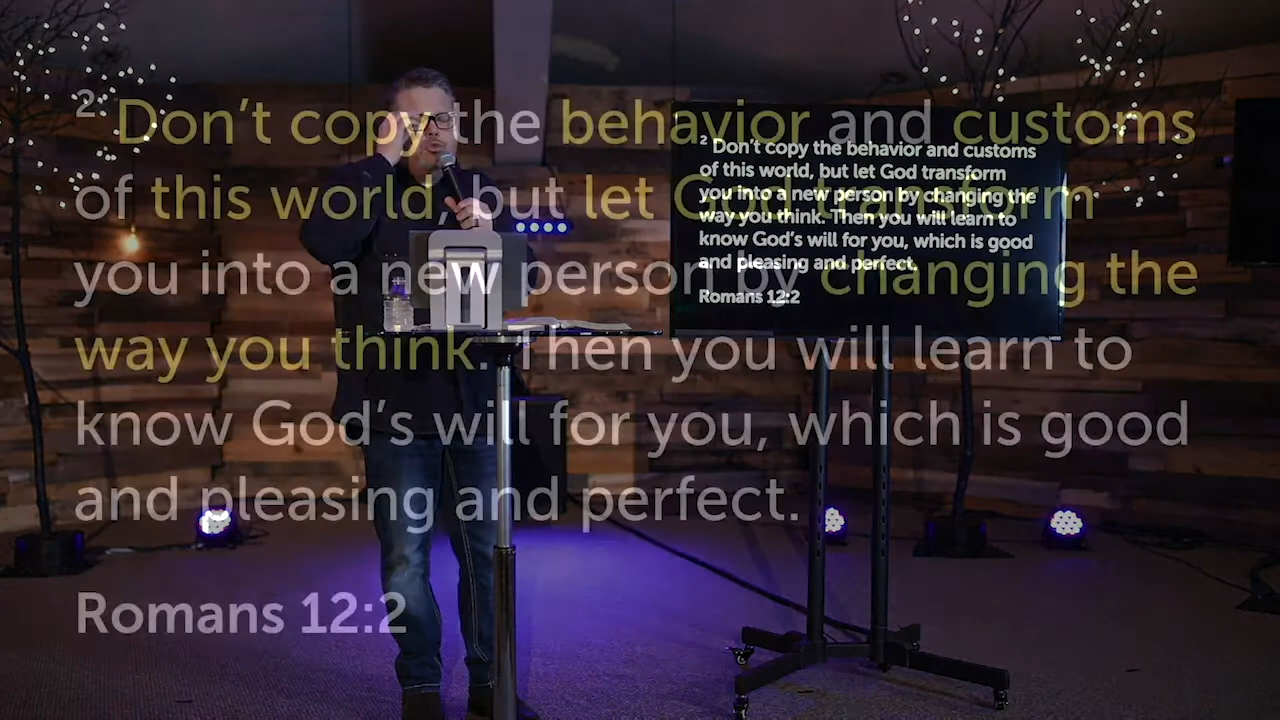 ² Don't copy the behavior and customs
of this world, but let God transform
you into a new person by changing the
way you think. Then you will learn to
know God's will for you, which is good
and pleasing and perfect.
Romans 12:2
² Don't copy the behavior and customs
of this world, but let God transform
you into a new person by changing the
way you think. Then you will learn to
know God's will for you, which is good
and pleasing and perfect.
Romans 12:2